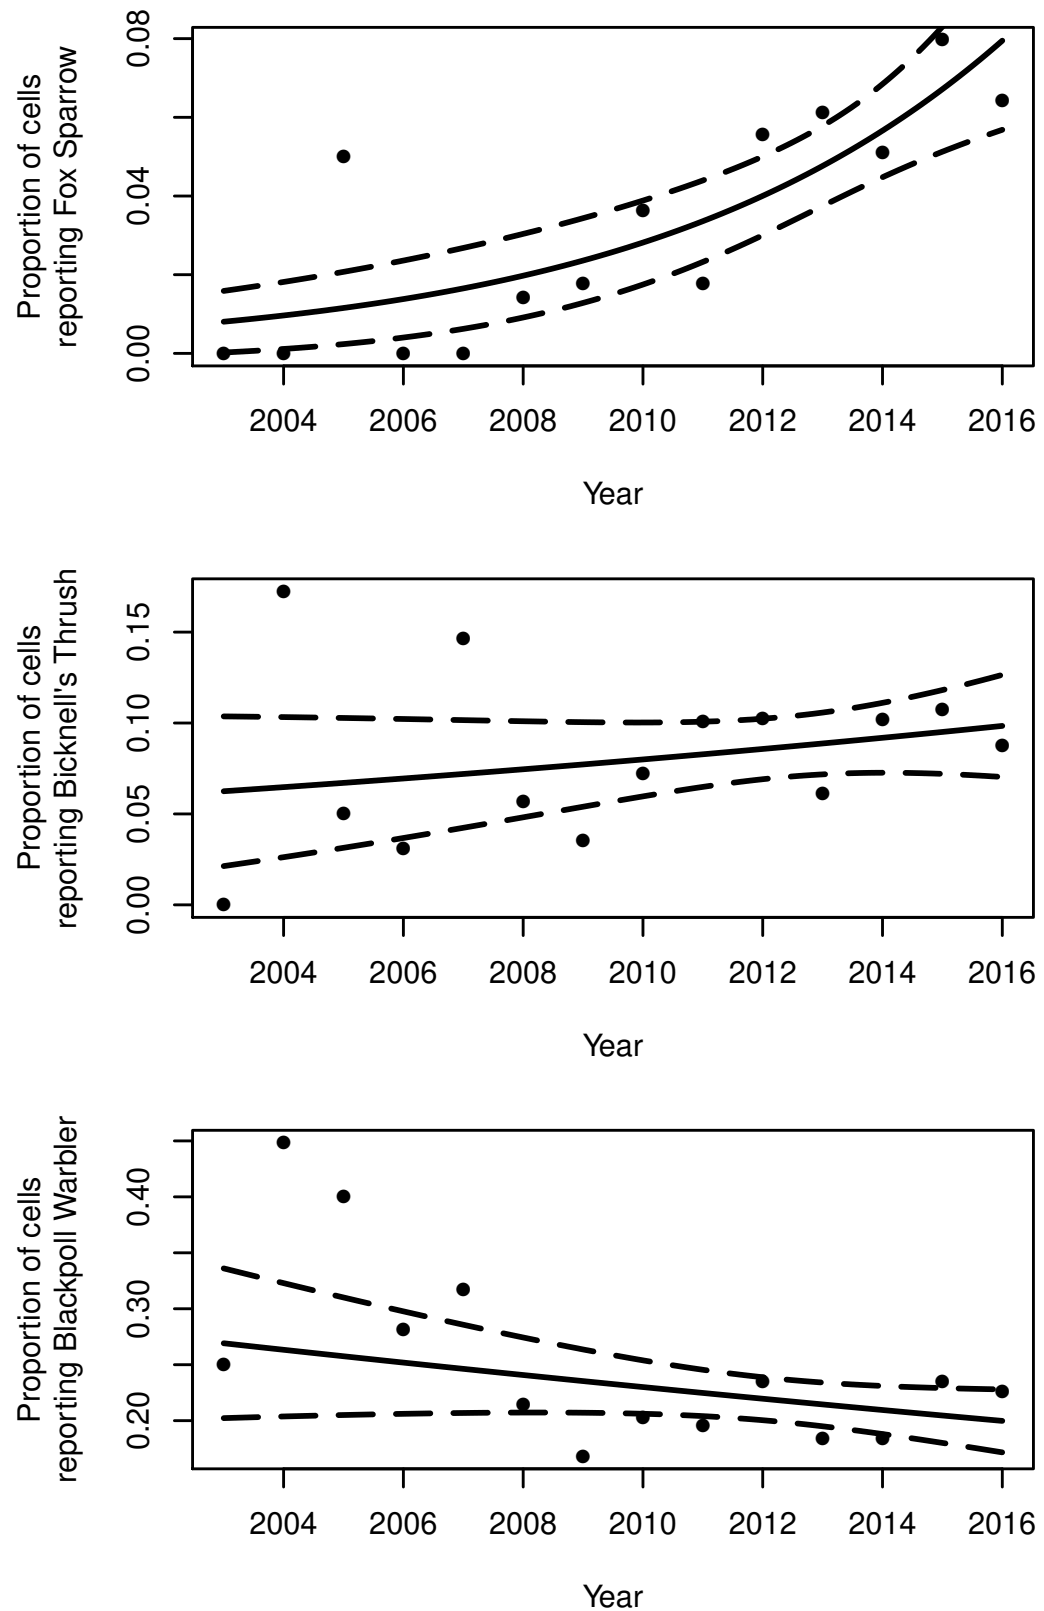 Proportion of cells
reporting Fox Sparrow
0.08
0.04
0.00
2004 2006 2008 2010 2012 2014 2016
Year
Proportion of cells
reporting Bicknell's Thrush
0.15
0.10
0.05
0.00
2004 2006 2008 2010 2012 2014 2016
Year
Proportion of cells
reporting Blackpoll Warbler
0.40
0.30
0.20
2004 2006 2008 2010 2012 2014 2016
Year